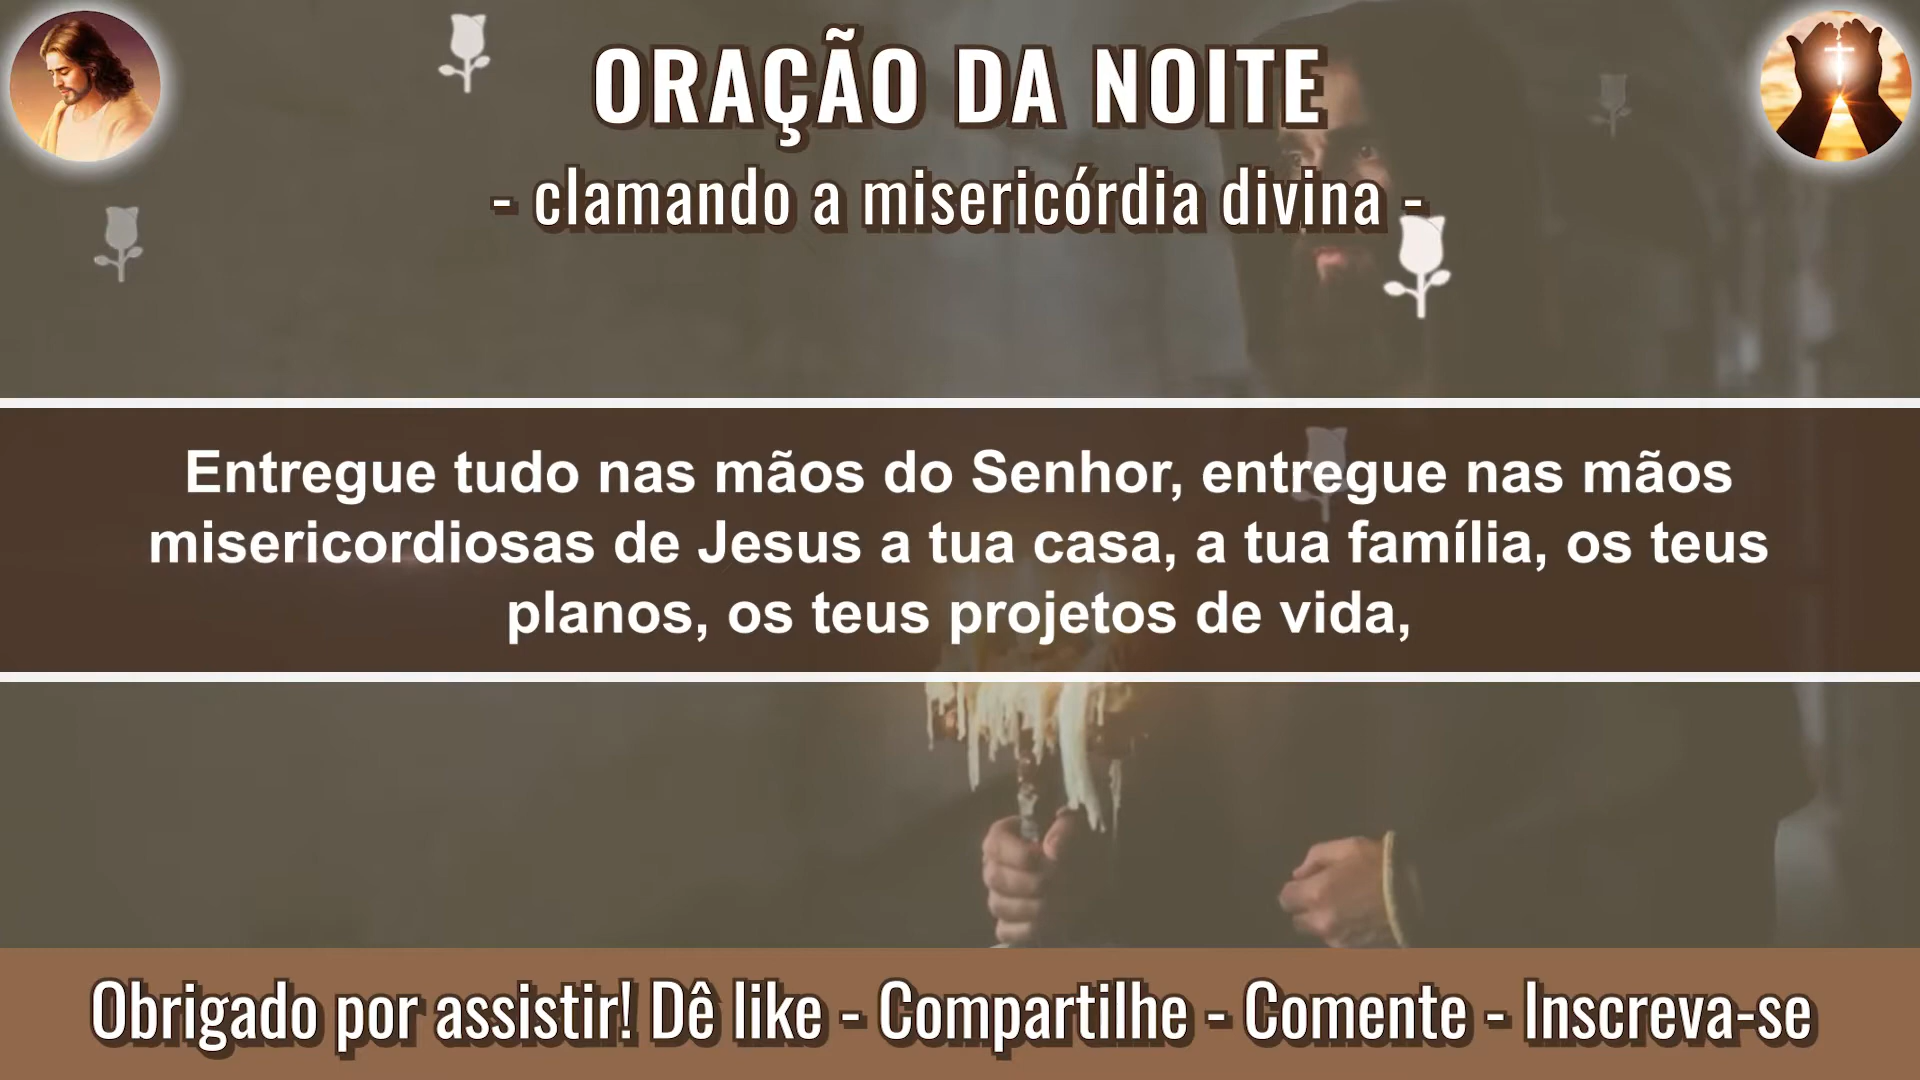 ORAÇÃO DA NOITE
- clamando a misericórdia divina -
Entregue tudo nas mãos do Senhor, entregue nas mãos
misericordiosas de Jesus a tua casa, a tua família, os teus
planos, os teus projetos de vida,
Obrigado por assistir! Dê like - Compartilhe - Comente - Inscreva-se